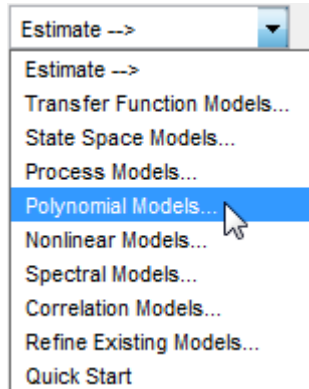 Estimate -->
Estimate -->
Transfer Function Models...
State Space Models...
Process Models...
Polynomial Models...
Nonlinear Models...
Spectral Models...
Correlation Models...
Refine Existing Models...
Quick Start